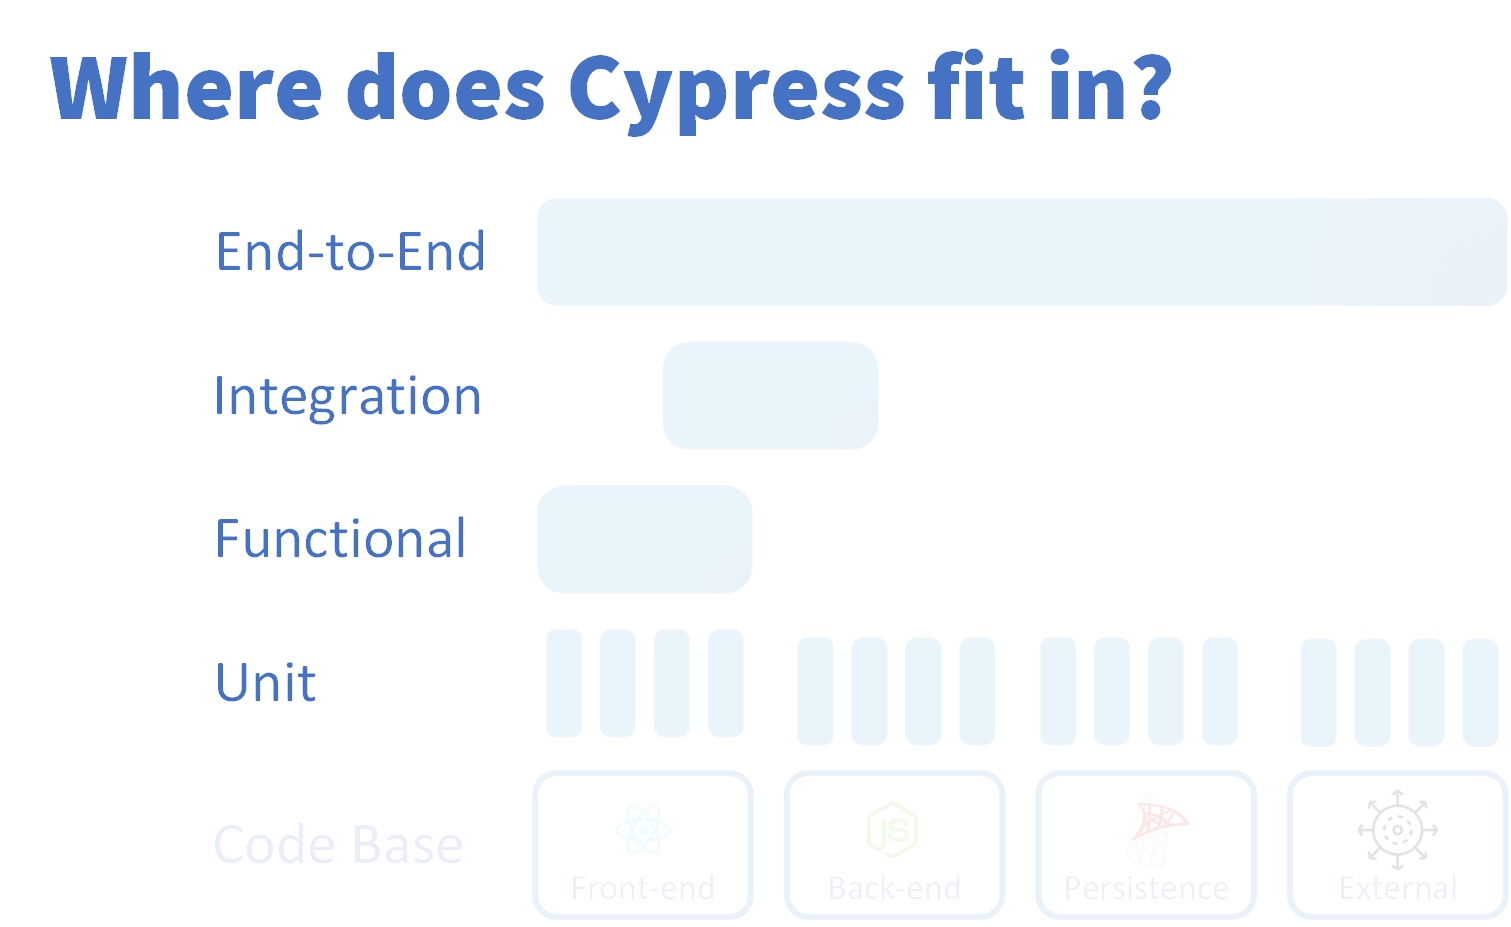 Where does Cypress fit in?
End-to-End
Integration
Functional
Unit
Code Base
JS
Front-end
Back-end
Persistence
External